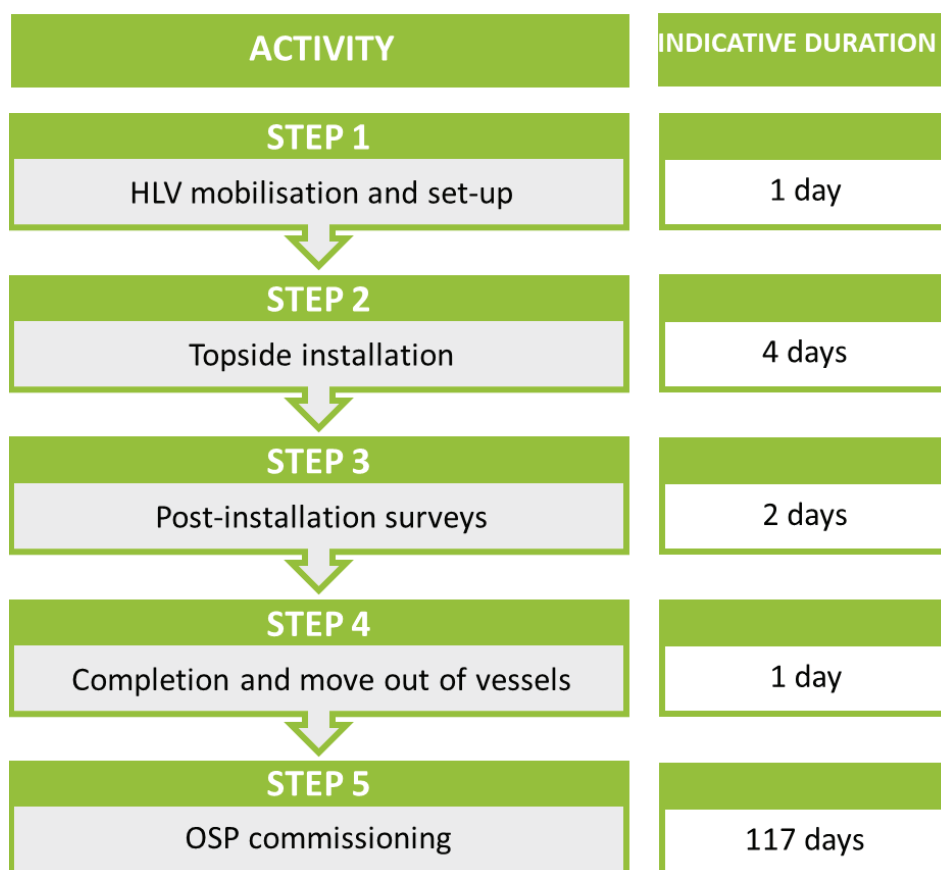 ACTIVITY
INDICATIVE DURATION
STEP 1
HLV mobilisation and set-up
1 day
STEP 2
Topside installation
4 days
STEP 3
Post-installation surveys
2 days
STEP 4
Completion and move out of vessels
1 day
STEP 5
OSP commissioning
117 days